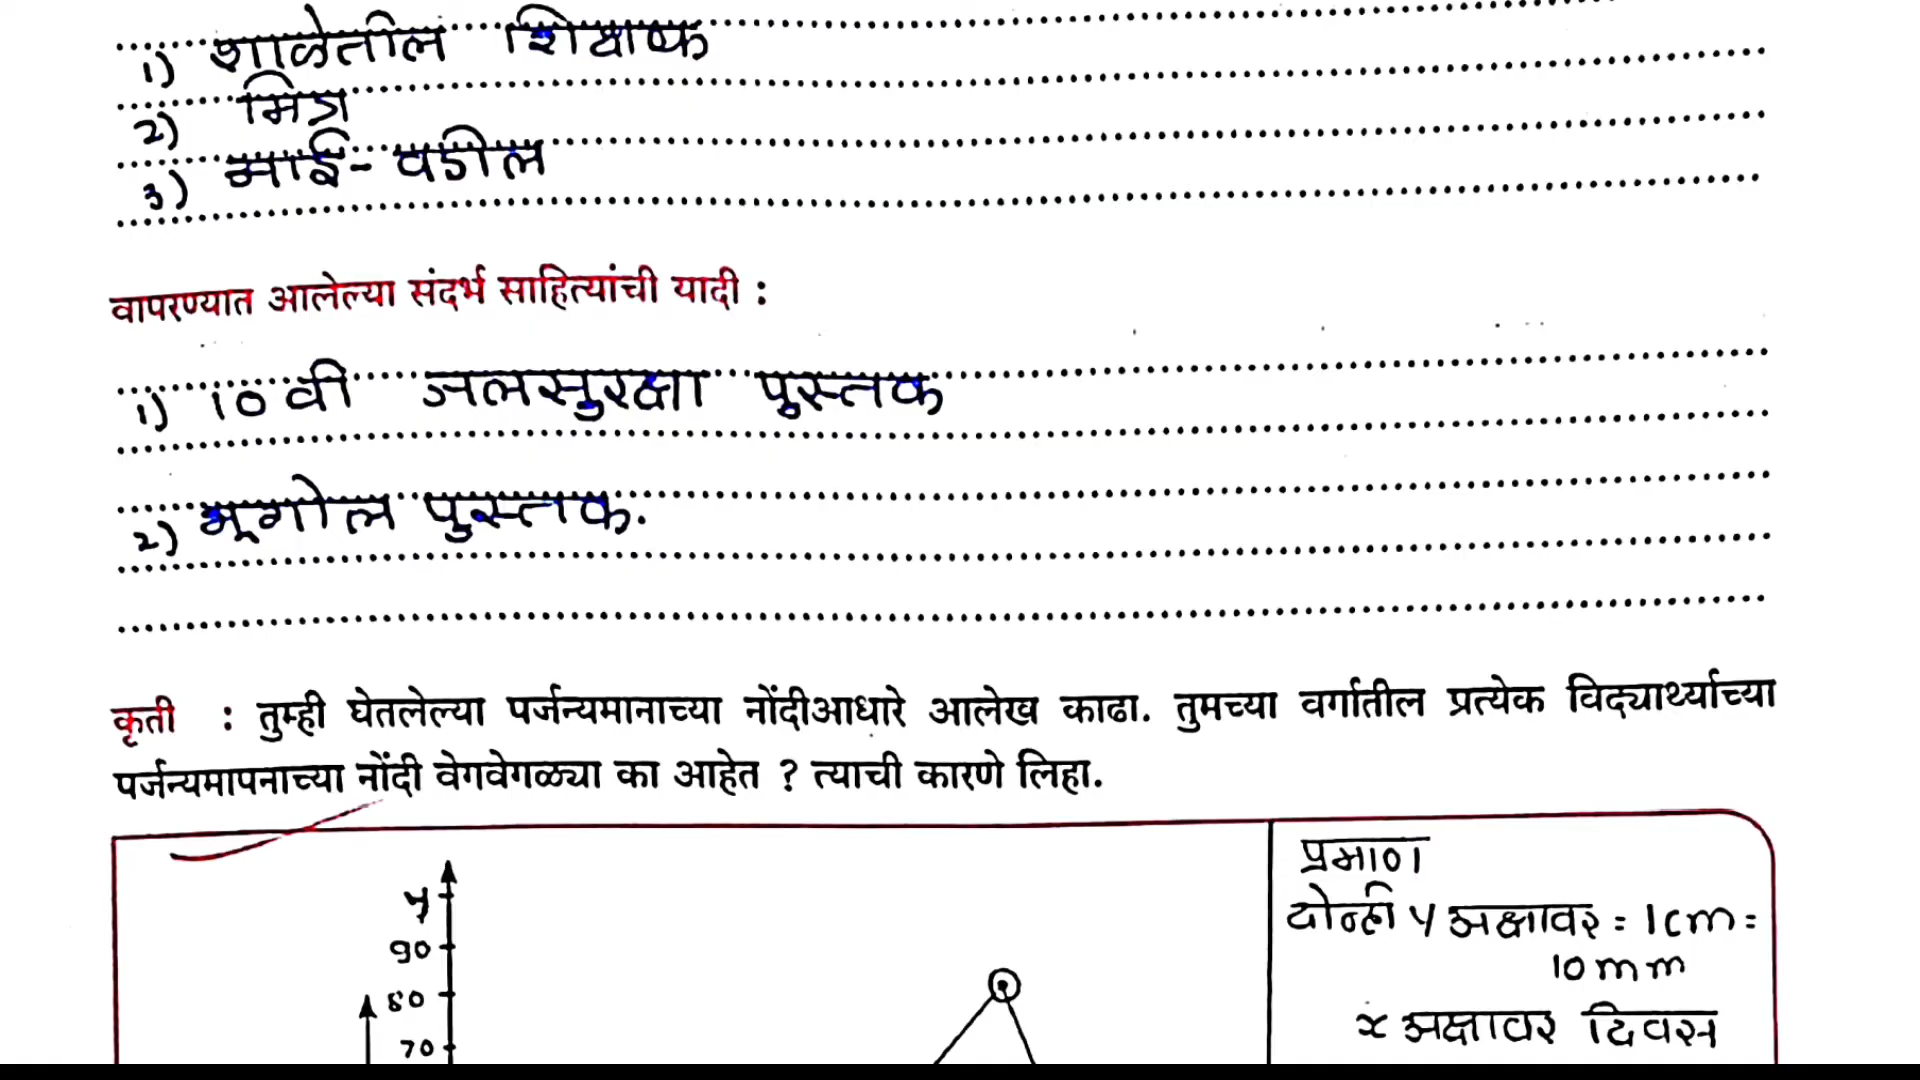 1) शाळेतील शिक्षक
2) मित्र
3) आई - वडील
वापरण्यात आलेल्या संदर्भ साहित्यांची यादी :
1) 10 वी जलसुरक्षा पुस्तक
2) भूगोल पुस्तक.
कृती : तुम्ही घेतलेल्या पर्जन्यमानाच्या नोंदीआधारे आलेख काढा. तुमच्या वर्गातील प्रत्येक विद्यार्थ्याच्या
पर्जन्यमापनाच्या नोंदी वेगवेगळ्या का आहेत ? त्याची कारणे लिहा.
प्रमाण
दोन्ही y अक्षावर = 1cm =
10 mm
x अक्षावर दिवस
y
90
80
70